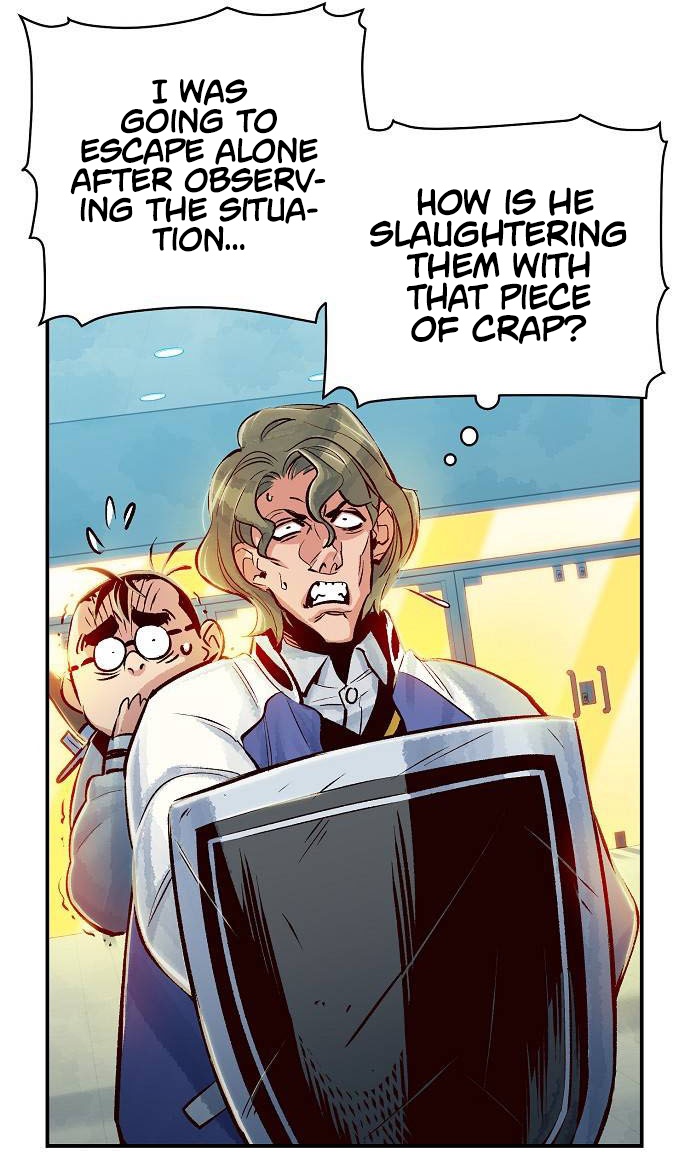 I WAS
GOING TO
ESCAPE ALONE
AFTER OBSERV-
ING THE SITUA-
TION...
HOW IS HE
SLAUGHTERING
THEM WITH
THAT PIECE
OF CRAP?